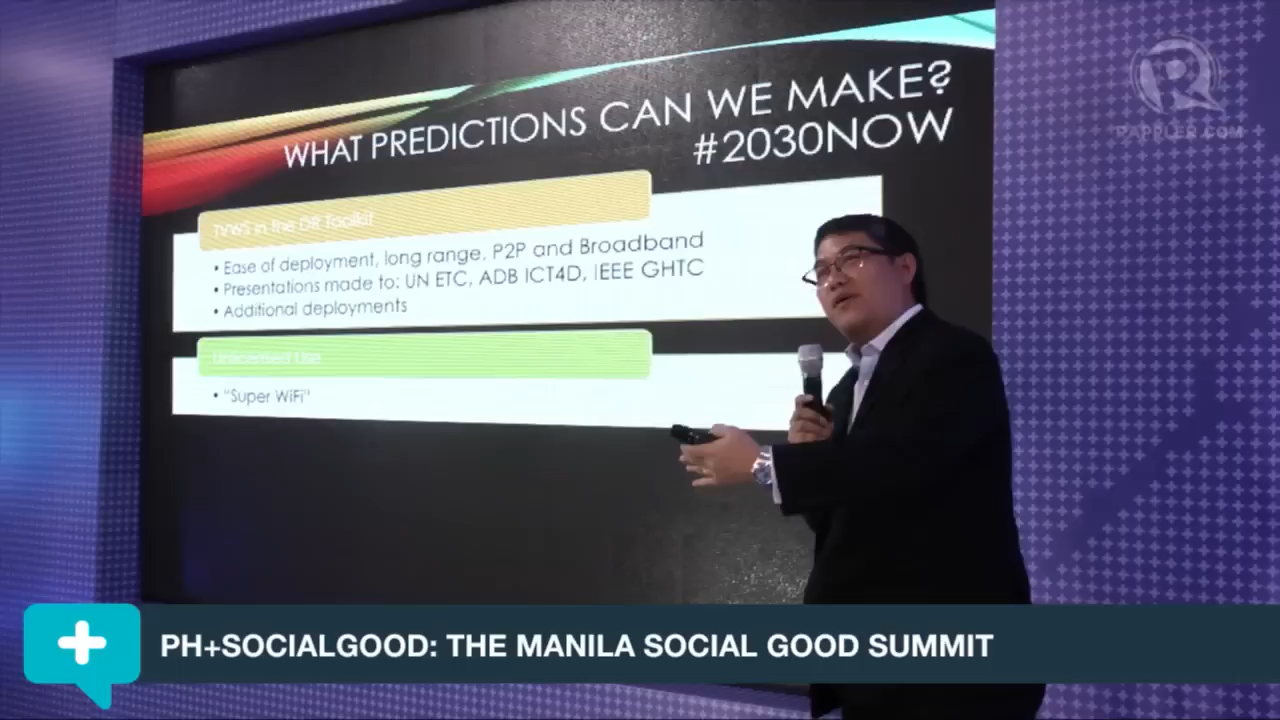 WHAT PREDICTIONS CAN WE MAKE?
#2030NOW
RAPPLER.COM
TVWS in the DR Toolkit
• Ease of deployment, long range, P2P and Broadband
• Presentations made to: UN ETC, ADB ICT4D, IEEE GHTC
• Additional deployments
Unlicensed Use
• "Super WiFi"
PH+SOCIALGOOD: THE MANILA SOCIAL GOOD SUMMIT